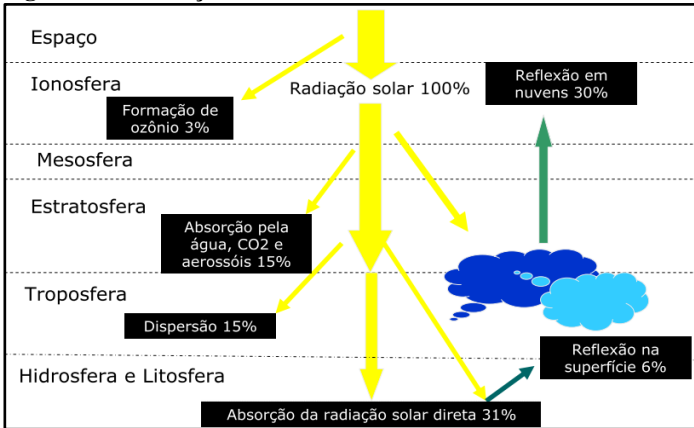 Espaço
Ionosfera
Radiação solar 100%
Reflexão em
nuvens 30%
Formação de
ozônio 3%
Mesosfera
Estratosfera
Absorção pela
água, CO2 e
aerossóis 15%
Troposfera
Dispersão 15%
Reflexão na
superfície 6%
Hidrosfera e Litosfera
Absorção da radiação solar direta 31%